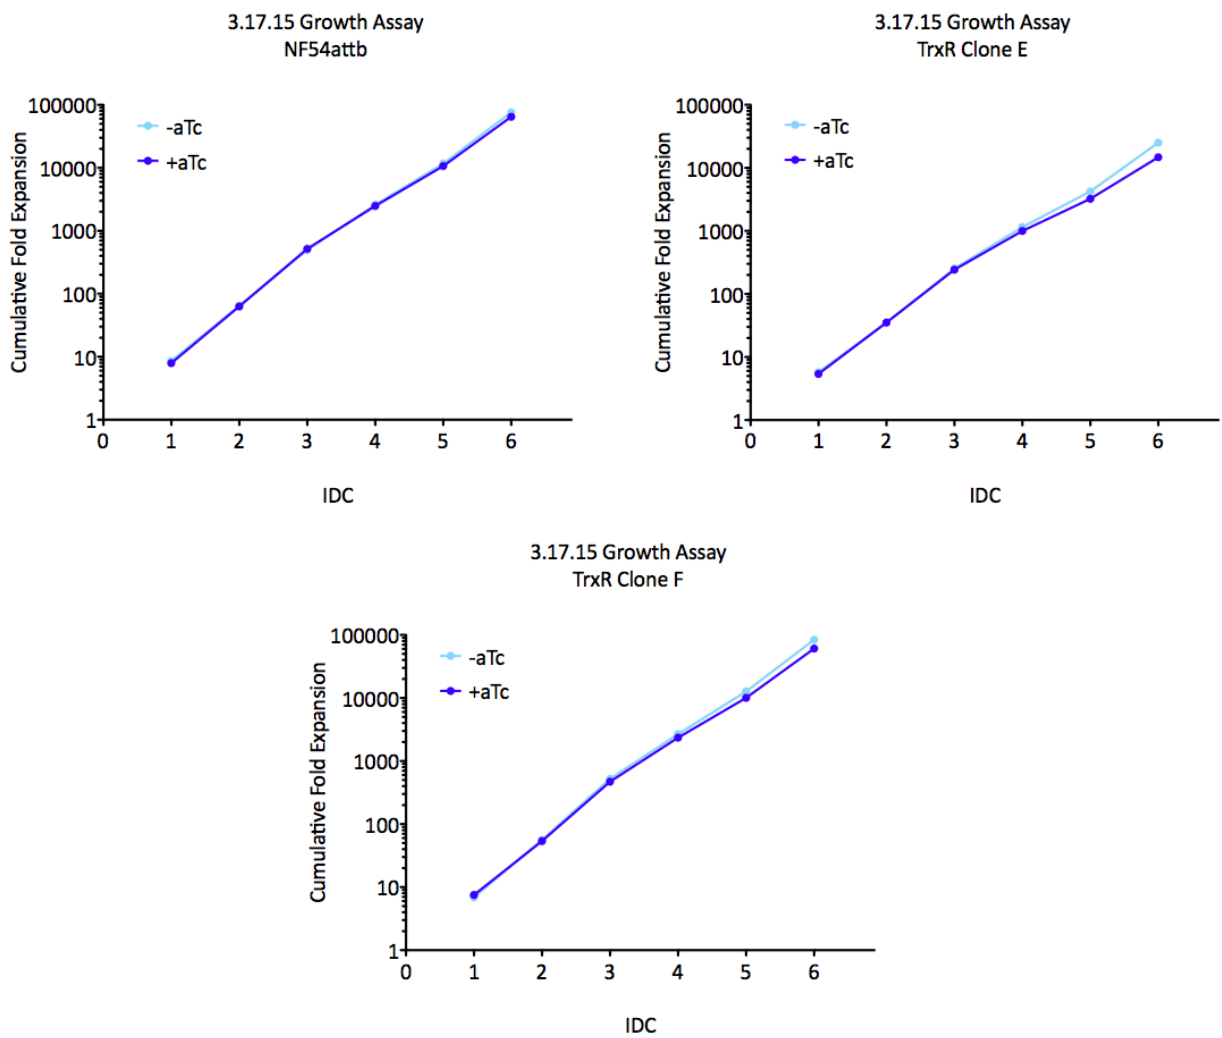 3.17.15 Growth Assay
NF54attb
Cumulative Fold Expansion
100000
10000
1000
100
10
1
-aTc
+aTc
0 1 2 3 4 5 6
IDC
3.17.15 Growth Assay
TrxR Clone E
Cumulative Fold Expansion
100000
10000
1000
100
10
1
-aTc
+aTc
0 1 2 3 4 5 6
IDC
3.17.15 Growth Assay
TrxR Clone F
Cumulative Fold Expansion
100000
10000
1000
100
10
1
-aTc
+aTc
0 1 2 3 4 5 6
IDC